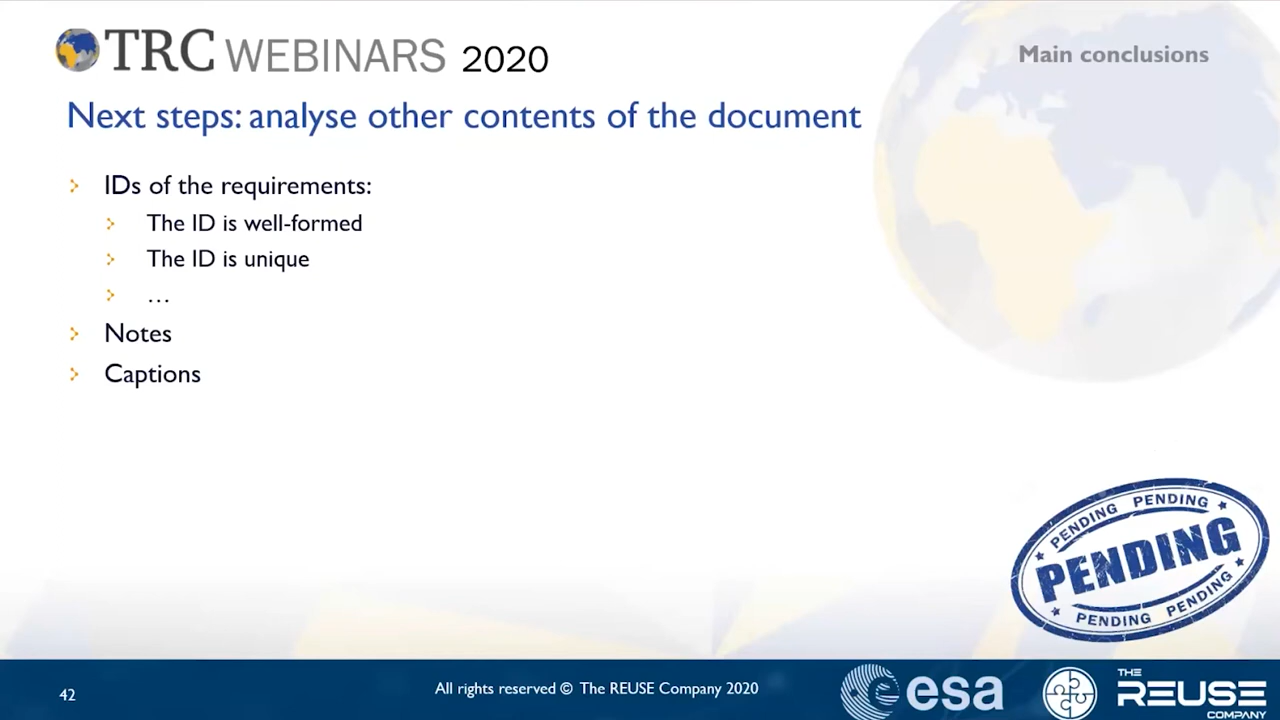 TRC WEBINARS 2020
Main conclusions
Next steps: analyse other contents of the document
IDs of the requirements:
The ID is well-formed
The ID is unique
…
Notes
Captions
PENDING PENDING
PENDING
PENDING PENDING
42
All rights reserved © The REUSE Company 2020
esa
THE
REUSE
COMPANY